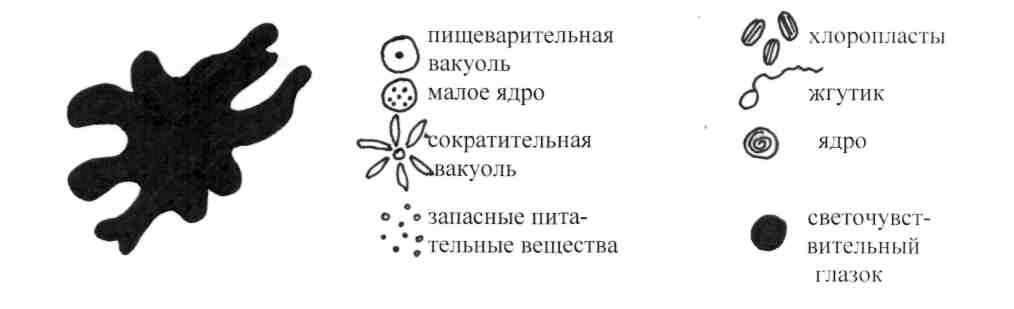 пищеварительная
вакуоль
малое ядро
сократительная
вакуоль
запасные пита-
тельные вещества
хлоропласты
жгутик
ядро
светочувст-
вительный
глазок